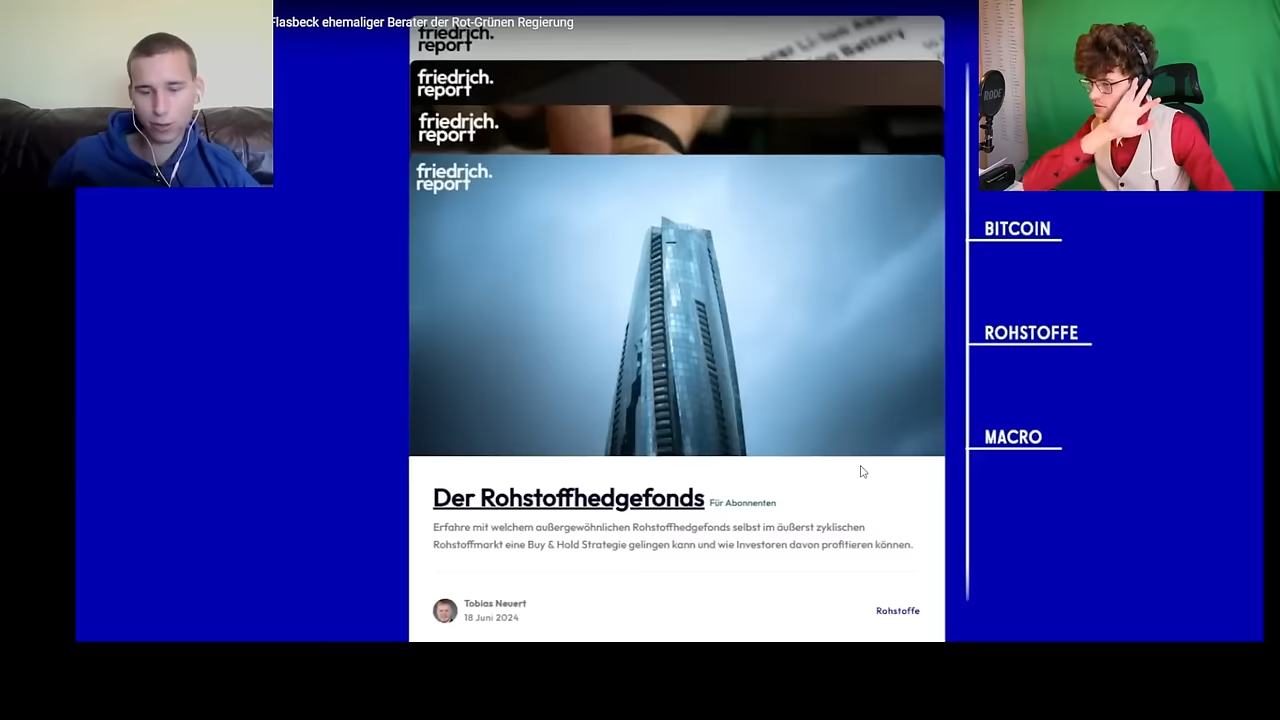 Flasbeck ehemaliger Berater der Rot-Grünen Regierung
friedrich.
report
friedrich.
report
friedrich.
report
friedrich.
report
RODE
BITCOIN
ROHSTOFFE
MACRO
Der Rohstoffhedgefonds Für Abonnenten
Erfahre mit welchem außergewöhnlichen Rohstoffhedgefonds selbst im äußerst zyklischen
Rohstoffmarkt eine Buy & Hold Strategie gelingen kann und wie Investoren davon profitieren können.
Tobias Neuert
18 Juni 2024
Rohstoffe